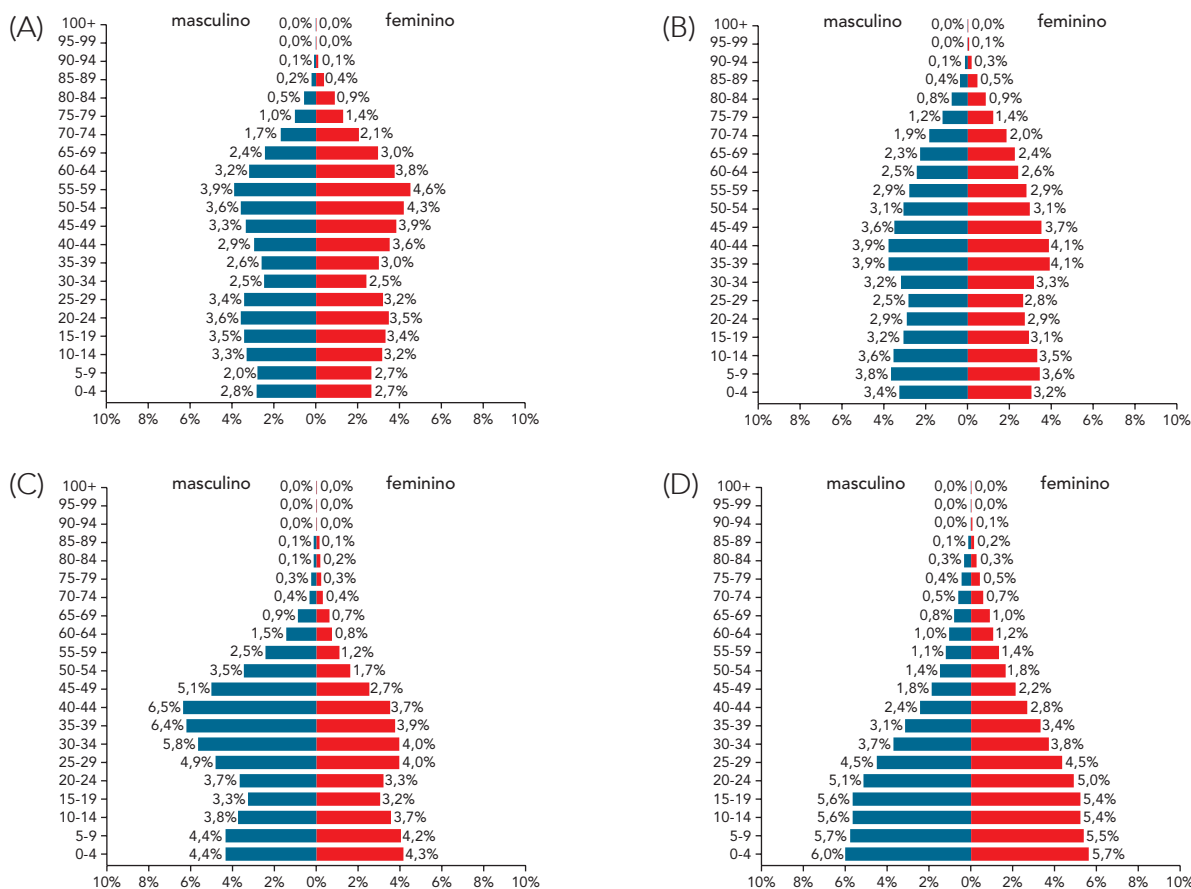 (A) masculino feminino
100+ 0,0% 0,0%
95-99 0,0% 0,0%
90-94 0,1% 0,1%
85-89 0,2% 0,4%
80-84 0,5% 0,9%
75-79 1,0% 1,4%
70-74 1,7% 2,1%
65-69 2,4% 3,0%
60-64 3,2% 3,8%
55-59 3,9% 4,6%
50-54 3,6% 4,3%
45-49 3,3% 3,9%
40-44 2,9% 3,6%
35-39 2,6% 3,0%
30-34 2,5% 2,5%
25-29 3,4% 3,2%
20-24 3,6% 3,5%
15-19 3,5% 3,4%
10-14 3,3% 3,2%
5-9 2,0% 2,7%
0-4 2,8% 2,7%
10% 8% 6% 4% 2% 0% 2% 4% 6% 8% 10%
(B) masculino feminino
100+ 0,0% 0,0%
95-99 0,0% 0,1%
90-94 0,1% 0,3%
85-89 0,4% 0,5%
80-84 0,8% 0,9%
75-79 1,2% 1,4%
70-74 1,9% 2,0%
65-69 2,3% 2,4%
60-64 2,5% 2,6%
55-59 2,9% 2,9%
50-54 3,1% 3,1%
45-49 3,6% 3,7%
40-44 3,9% 4,1%
35-39 3,9% 4,1%
30-34 3,2% 3,3%
25-29 2,5% 2,8%
20-24 2,9% 2,9%
15-19 3,2% 3,1%
10-14 3,6% 3,5%
5-9 3,8% 3,6%
0-4 3,4% 3,2%
10% 8% 6% 4% 2% 0% 2% 4% 6% 8% 10%
(C) masculino feminino
100+ 0,0% 0,0%
95-99 0,0% 0,0%
90-94 0,0% 0,0%
85-89 0,1% 0,1%
80-84 0,1% 0,2%
75-79 0,3% 0,3%
70-74 0,4% 0,4%
65-69 0,9% 0,7%
60-64 1,5% 0,8%
55-59 2,5% 1,2%
50-54 3,5% 1,7%
45-49 5,1% 2,7%
40-44 6,5% 3,7%
35-39 6,4% 3,9%
30-34 5,8% 4,0%
25-29 4,9% 4,0%
20-24 3,7% 3,3%
15-19 3,3% 3,2%
10-14 3,8% 3,7%
5-9 4,4% 4,2%
0-4 4,4% 4,3%
10% 8% 6% 4% 2% 0% 2% 4% 6% 8% 10%
(D) masculino feminino
100+ 0,0% 0,0%
95-99 0,0% 0,0%
90-94 0,0% 0,1%
85-89 0,1% 0,2%
80-84 0,3% 0,3%
75-79 0,4% 0,5%
70-74 0,5% 0,7%
65-69 0,8% 1,0%
60-64 1,0% 1,2%
55-59 1,1% 1,4%
50-54 1,4% 1,8%
45-49 1,8% 2,2%
40-44 2,4% 2,8%
35-39 3,1% 3,4%
30-34 3,7% 3,8%
25-29 4,5% 4,5%
20-24 5,1% 5,0%
15-19 5,6% 5,4%
10-14 5,6% 5,4%
5-9 5,7% 5,5%
0-4 6,0% 5,7%
10% 8% 6% 4% 2% 0% 2% 4% 6% 8% 10%